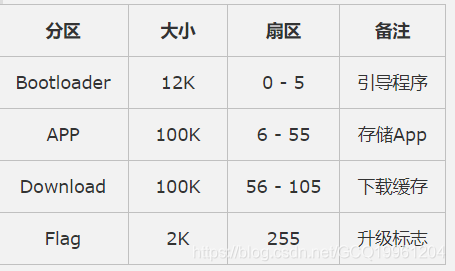 分区 大小 扇区 备注
Bootloader 12K 0 - 5 引导程序
APP 100K 6 - 55 存储App
Download 100K 56 - 105 下载缓存
Flag 2K 255 升级标志
https://blog.csdn.net/GCQ19961204